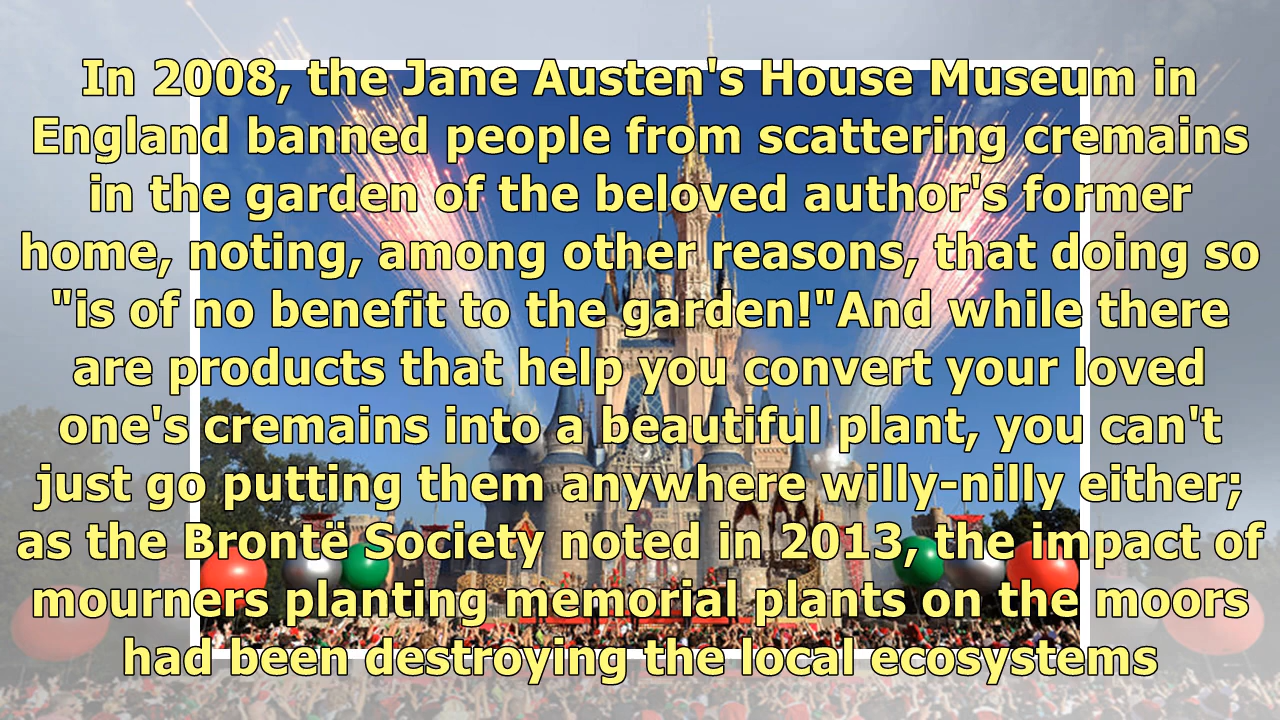 In 2008, the Jane Austen's House Museum in
England banned people from scattering cremains
in the garden of the beloved author's former
home, noting, among other reasons, that doing so
"is of no benefit to the garden!"And while there
are products that help you convert your loved
one's cremains into a beautiful plant, you can't
just go putting them anywhere willy-nilly either;
as the Brontë Society noted in 2013, the impact of
mourners planting memorial plants on the moors
had been destroying the local ecosystems